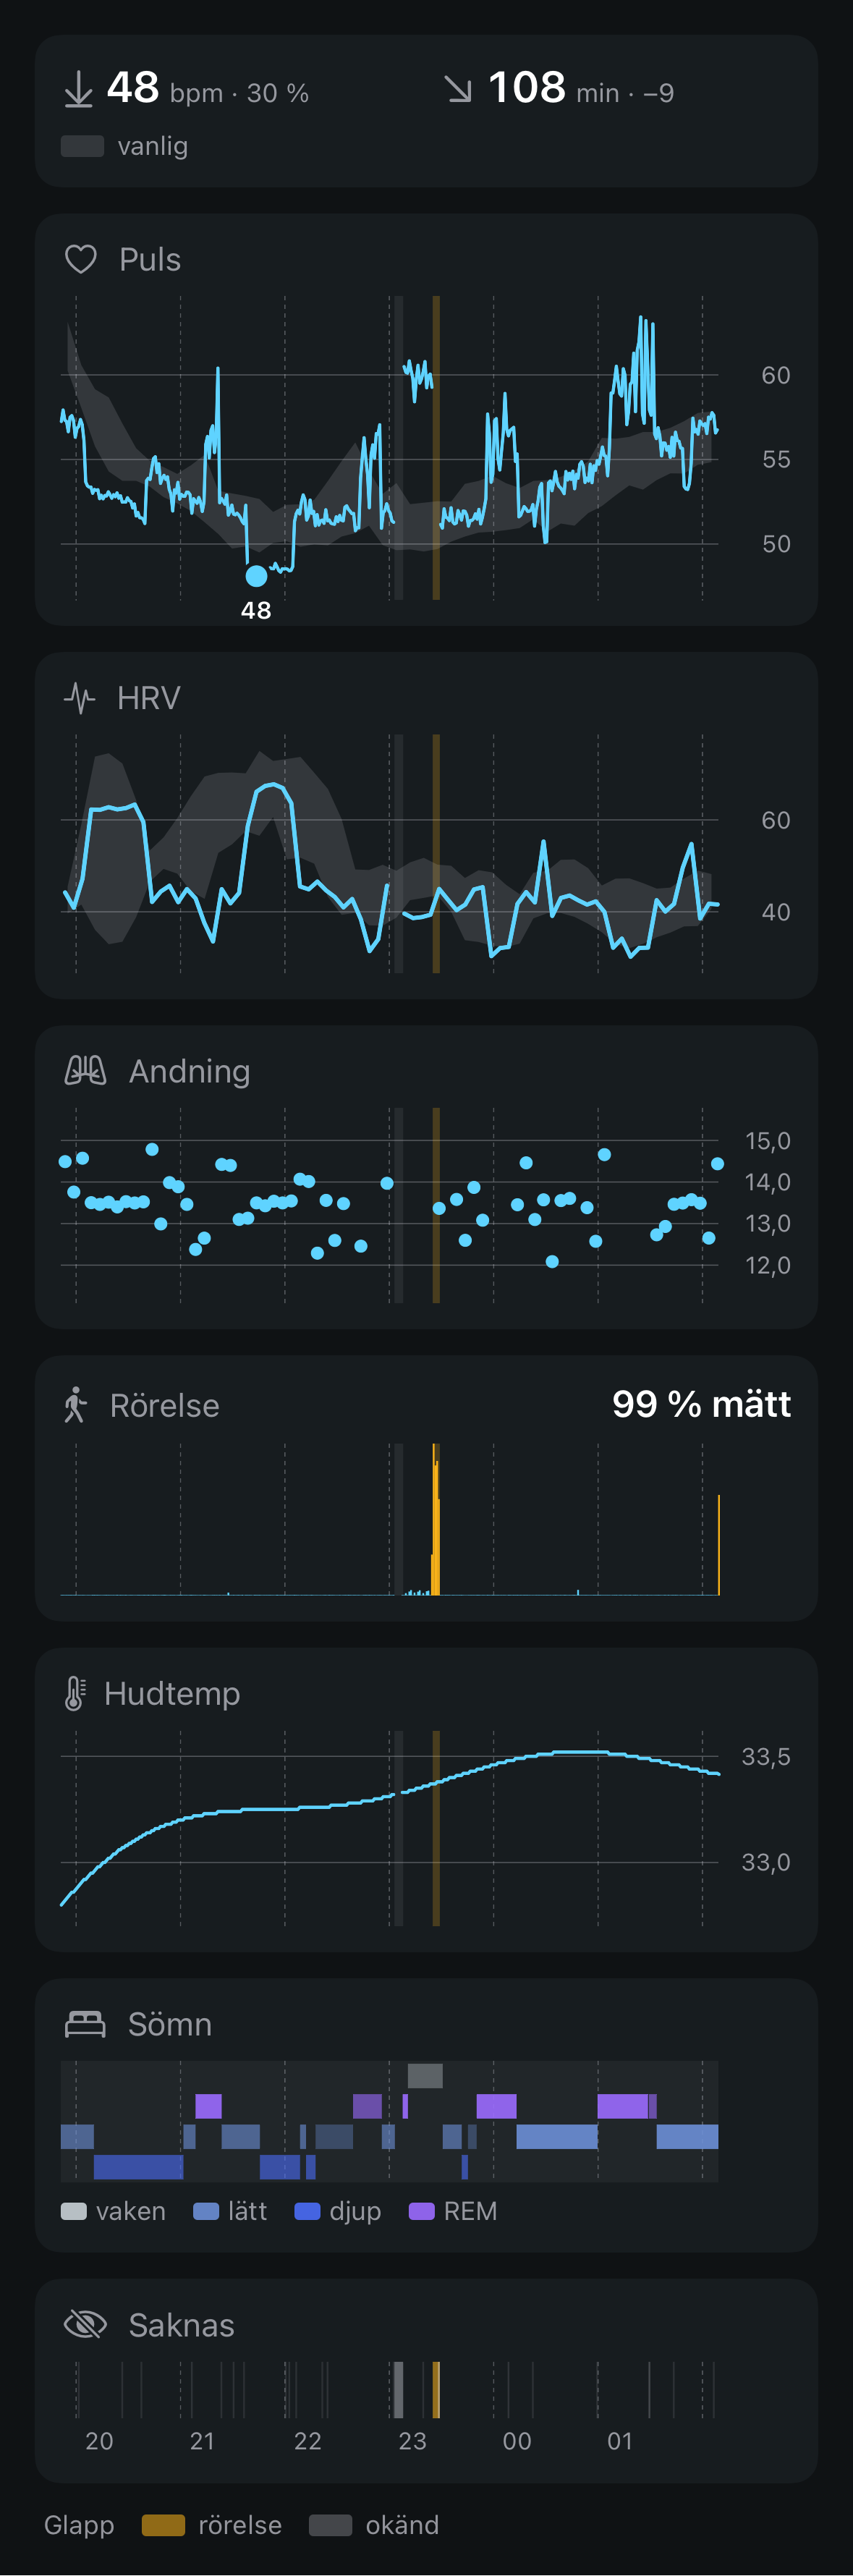 48 bpm · 30 % 108 min · −9
vanlig
Puls
60
55
50
48
HRV
60
40
Andning
15,0
14,0
13,0
12,0
Rörelse 99 % mätt
Hudtemp
33,5
33,0
Sömn
vaken lätt djup REM
Saknas
20 21 22 23 00 01
Glapp rörelse okänd